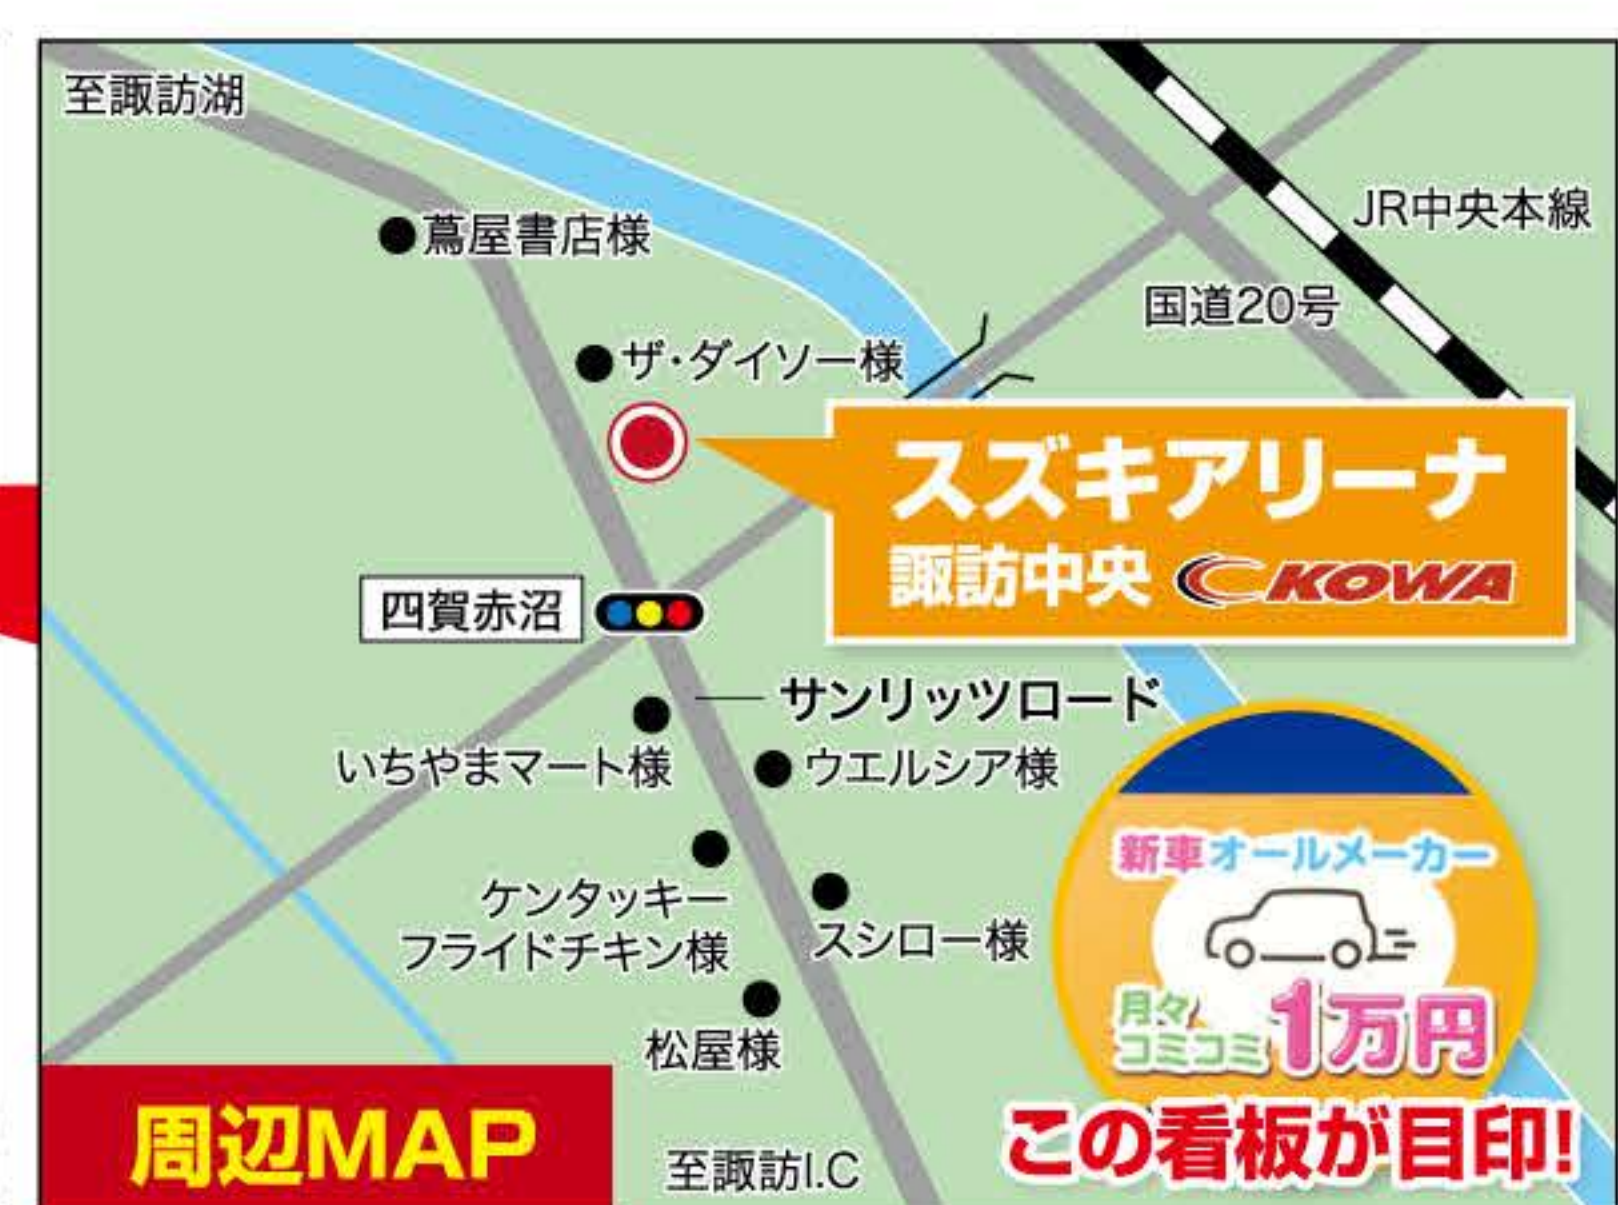 至諏訪湖
JR中央本線
蔦屋書店様
国道20号
ザ・ダイソー様
スズキアリーナ
諏訪中央 KOWA
四賀赤沼
サンリッツロード
いちやまマート様
ウエルシア様
ケンタッキー
フライドチキン様
スシロー様
松屋様
新車オールメーカー
月々
コミコミ1万円
この看板が目印!
周辺MAP
至諏訪I.C